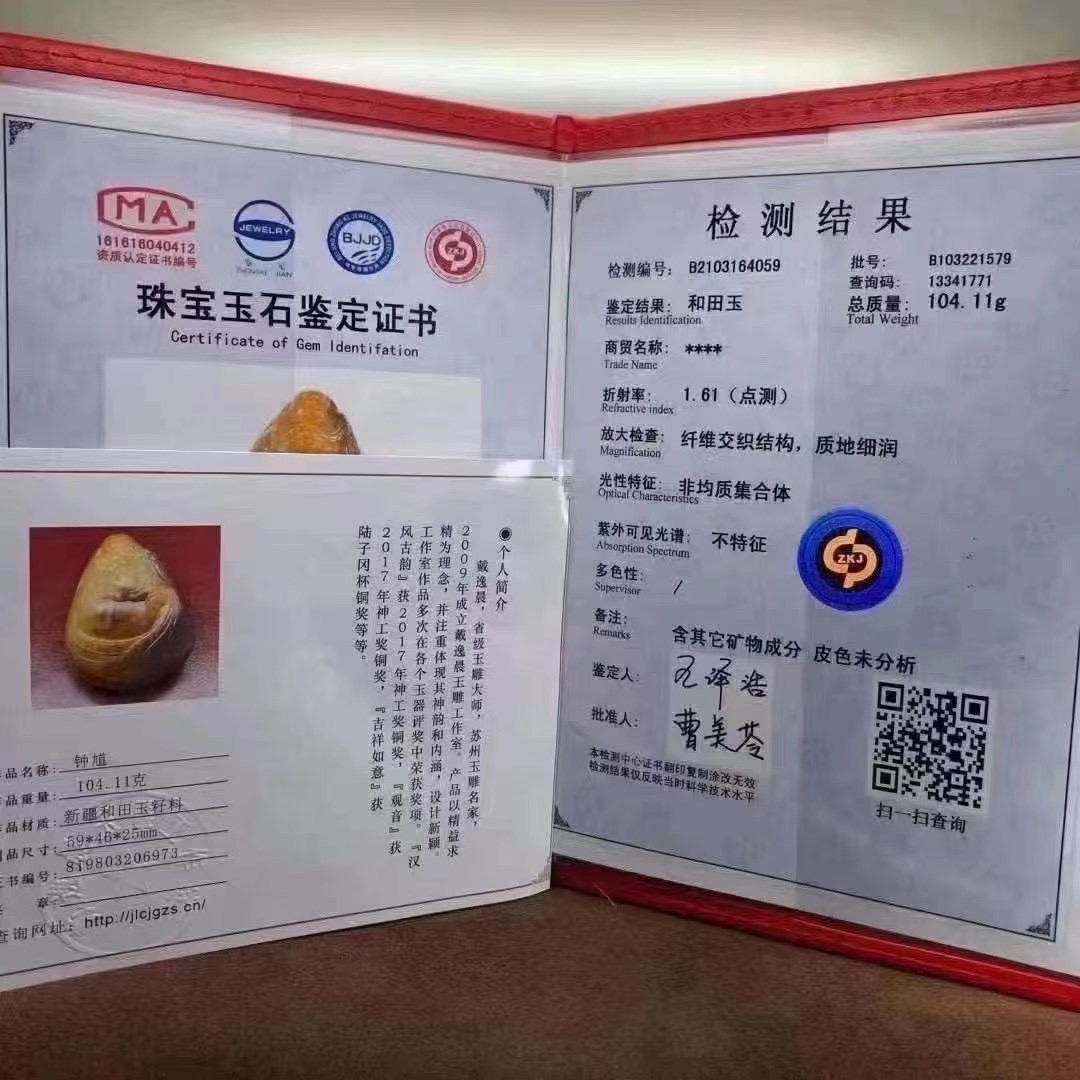 CMA
161616040412
资质认定证书编号
JEWELRY
BJJD
ZKJ
珠宝玉石鉴定证书
Certificate of Gem Identifation
◉个人简介
戴逸晨，省级玉雕大师，苏州玉雕名家，
2009年成立戴逸晨玉雕工作室。产品以精益求
精为理念，并注重体现其神韵和内涵，设计新颖。
工作室作品多次在各个玉器评奖中荣获奖项。『汉
风古韵』获2017年神工奖铜奖，『观音』获
2017年神工奖铜奖，『吉祥如意』获
陆子冈杯铜奖等等。
品名称: 钟馗
品重量: 104.11克
品材质: 新疆和田玉籽料
品尺寸: 69*46*25mm
证书编号: 819803206973
章:
查询网址: http://jlcjgzs.cn/
检测结果
检测编号: B2103164059
批号: B103221579
查询码: 13341771
鉴定结果: 和田玉
Results Identification
总质量: 104.11g
Total Weight
商贸名称: ****
Trade Name
折射率: 1.61（点测）
Refractive index
放大检查: 纤维交织结构，质地细润
Magnification
光性特征: 非均质集合体
Optical Characteristics
紫外可见光谱: 不特征
Absorption Spectrum
多色性: /
Supervisor
备注: 含其它矿物成分 皮色未分析
Remarks
鉴定人: 孔泽浩
批准人: 曹美苓
本检测中心证书翻印复制涂改无效
检测结果仅反映当时科学技术水平
ZKJ
扫一扫查询